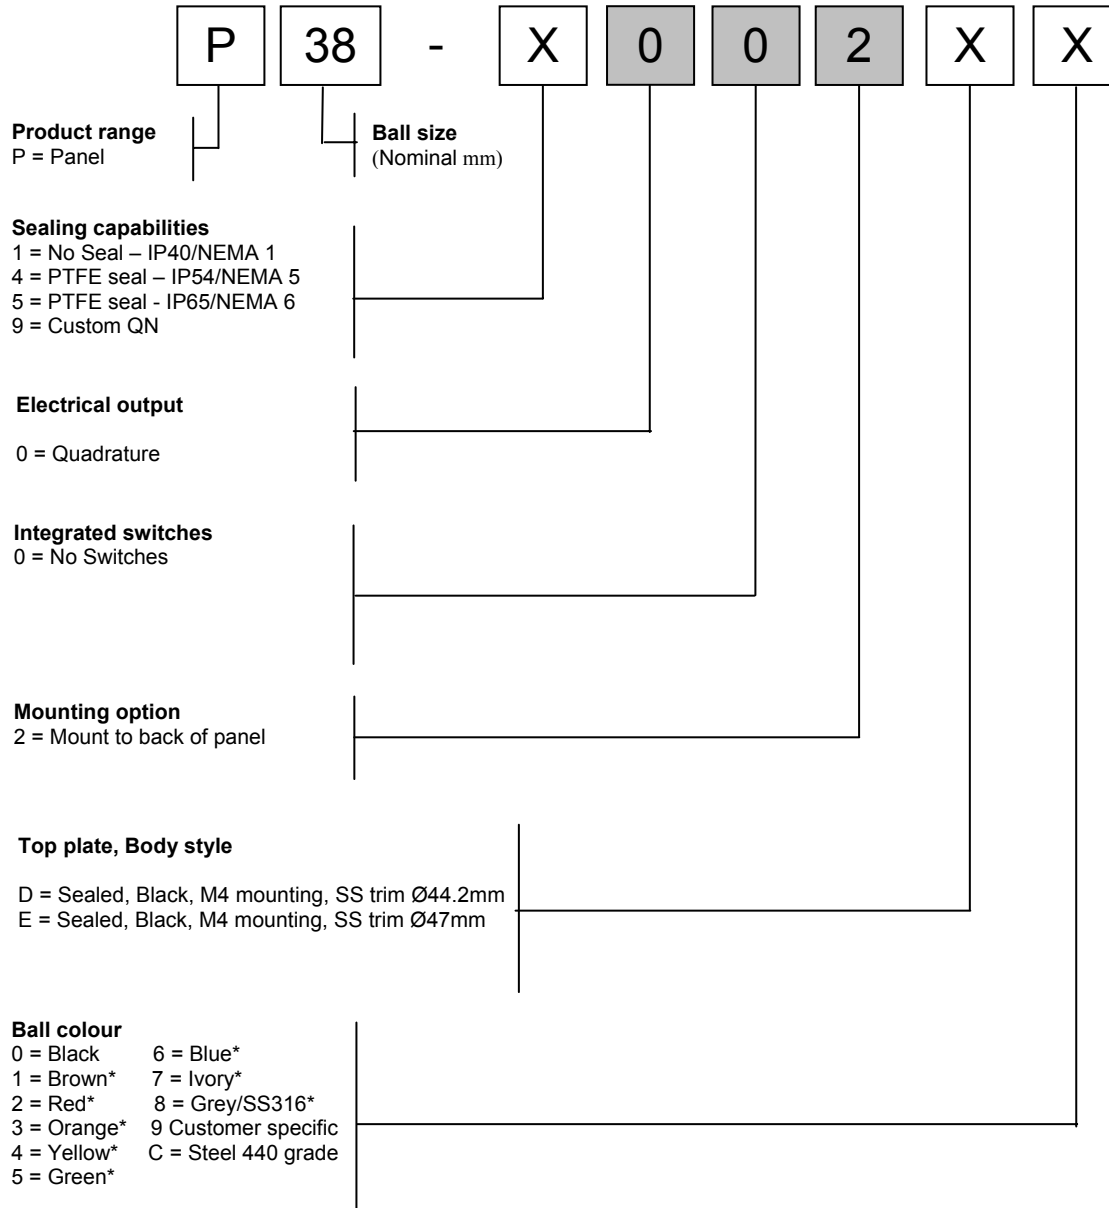 P 38 - X 0 0 2 X X
Product range
P = Panel
Ball size
(Nominal mm)
Sealing capabilities
1 = No Seal – IP40/NEMA 1
4 = PTFE seal – IP54/NEMA 5
5 = PTFE seal - IP65/NEMA 6
9 = Custom QN
Electrical output
0 = Quadrature
Integrated switches
0 = No Switches
Mounting option
2 = Mount to back of panel
Top plate, Body style
D = Sealed, Black, M4 mounting, SS trim Ø44.2mm
E = Sealed, Black, M4 mounting, SS trim Ø47mm
Ball colour
0 = Black 6 = Blue*
1 = Brown* 7 = Ivory*
2 = Red* 8 = Grey/SS316*
3 = Orange* 9 Customer specific
4 = Yellow* C = Steel 440 grade
5 = Green*